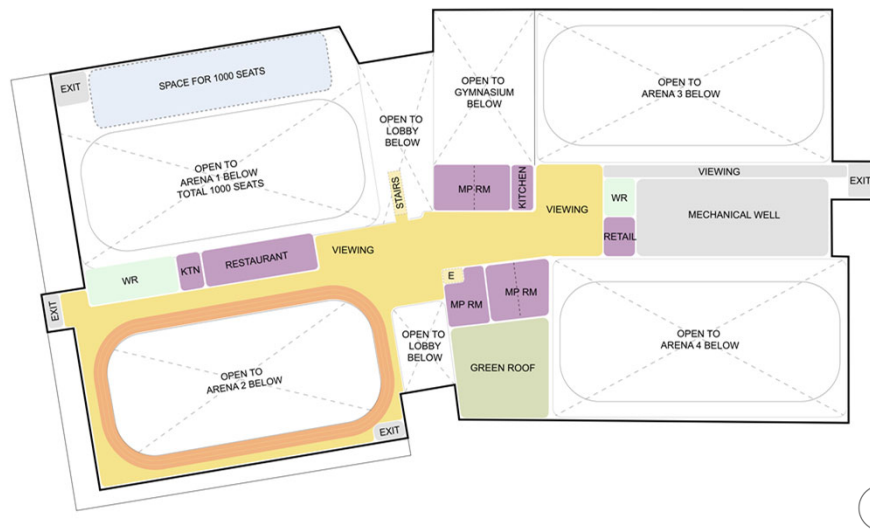 EXIT
SPACE FOR 1000 SEATS
OPEN TO
ARENA 1 BELOW
TOTAL 1000 SEATS
OPEN TO
LOBBY
BELOW
OPEN TO
GYMNASIUM
BELOW
OPEN TO
ARENA 3 BELOW
STAIRS
MP RM
KITCHEN
VIEWING
VIEWING
EXIT
WR
MECHANICAL WELL
RETAIL
WR
KTN
RESTAURANT
VIEWING
E
MP RM
MP RM
EXIT
OPEN TO
ARENA 2 BELOW
OPEN TO
LOBBY
BELOW
GREEN ROOF
OPEN TO
ARENA 4 BELOW
EXIT